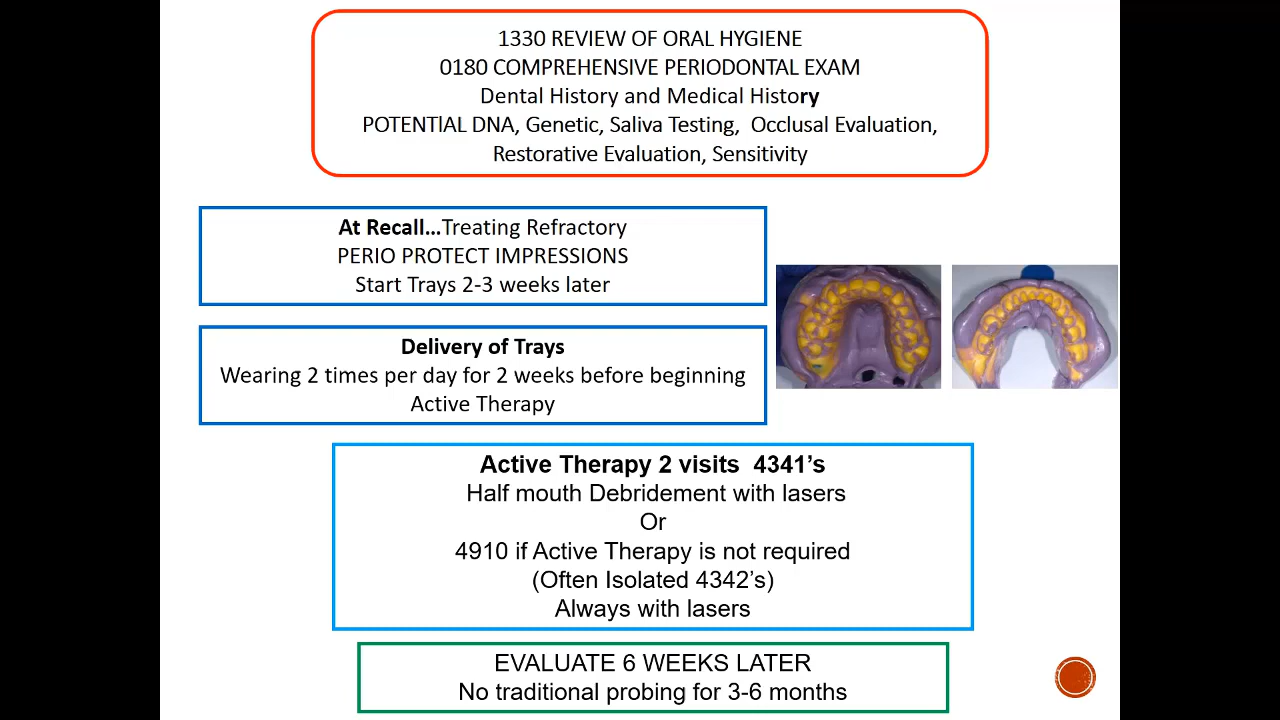 1330 REVIEW OF ORAL HYGIENE
0180 COMPREHENSIVE PERIODONTAL EXAM
Dental History and Medical History
POTENTIAL DNA, Genetic, Saliva Testing, Occlusal Evaluation,
Restorative Evaluation, Sensitivity
At Recall...Treating Refractory
PERIO PROTECT IMPRESSIONS
Start Trays 2-3 weeks later
Delivery of Trays
Wearing 2 times per day for 2 weeks before beginning
Active Therapy
Active Therapy 2 visits 4341's
Half mouth Debridement with lasers
Or
4910 if Active Therapy is not required
(Often Isolated 4342's)
Always with lasers
EVALUATE 6 WEEKS LATER
No traditional probing for 3-6 months